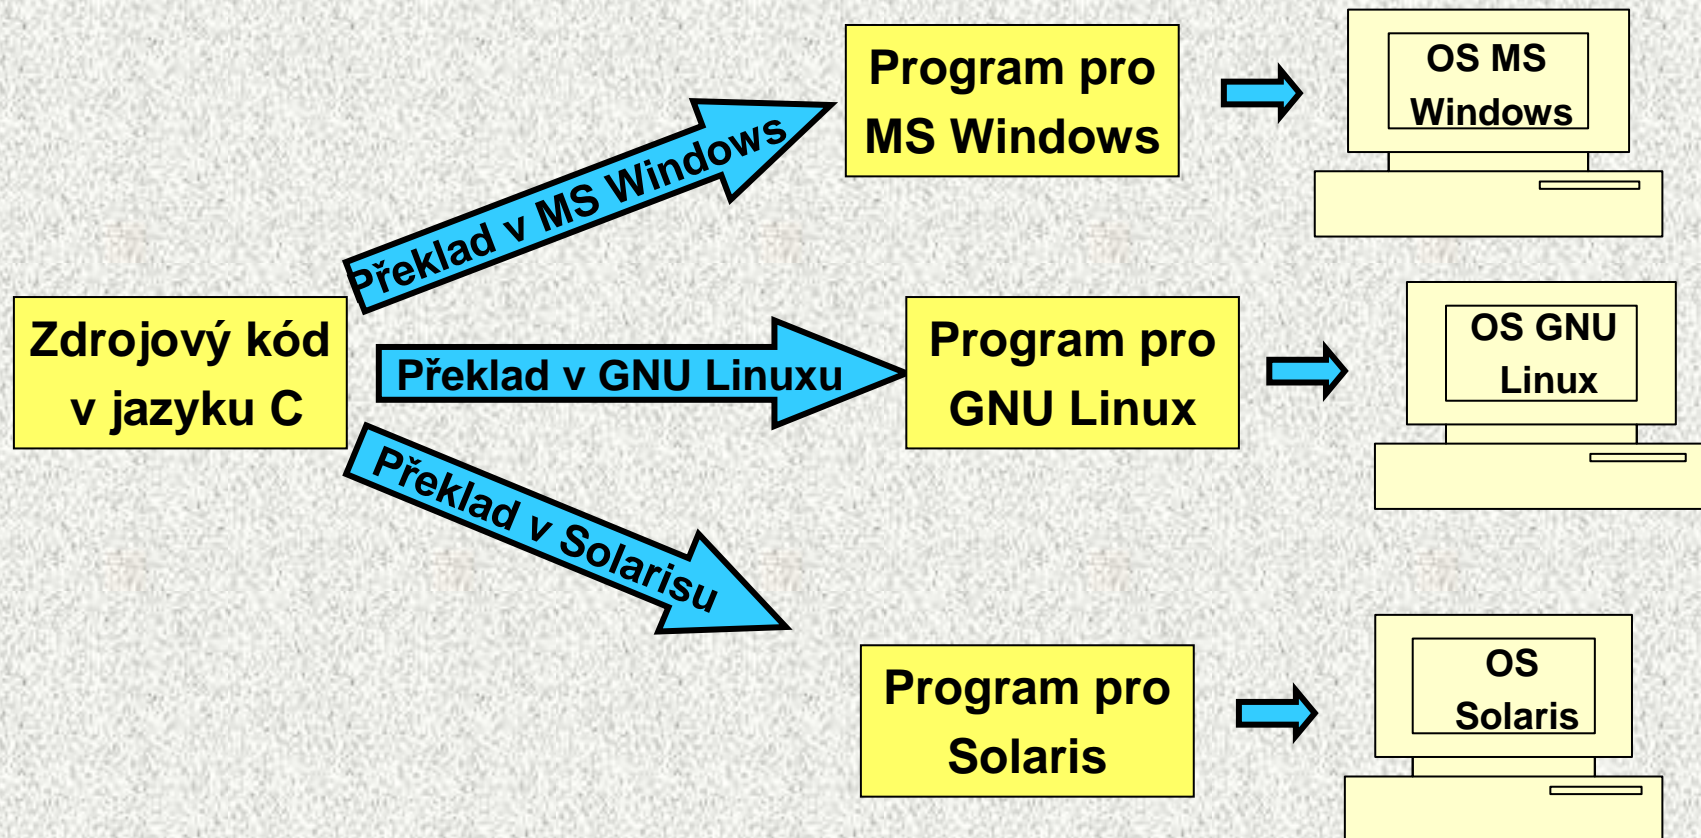 Zdrojový kód
v jazyku C
Překlad v MS Windows
Program pro
MS Windows
OS MS
Windows
Překlad v GNU Linuxu
Program pro
GNU Linux
OS GNU
Linux
Překlad v Solarisu
Program pro
Solaris
OS
Solaris